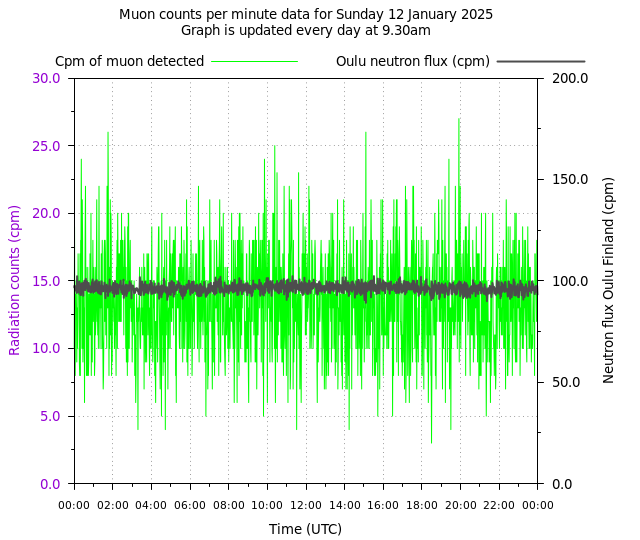 Muon counts per minute data for Sunday 12 January 2025
Graph is updated every day at 9.30am
Cpm of muon detected
Oulu neutron flux (cpm)
30.0
25.0
20.0
15.0
10.0
5.0
0.0
Radiation counts (cpm)
200.0
150.0
100.0
50.0
0.0
Neutron flux Oulu Finland (cpm)
00:00 02:00 04:00 06:00 08:00 10:00 12:00 14:00 16:00 18:00 20:00 22:00 00:00
Time (UTC)